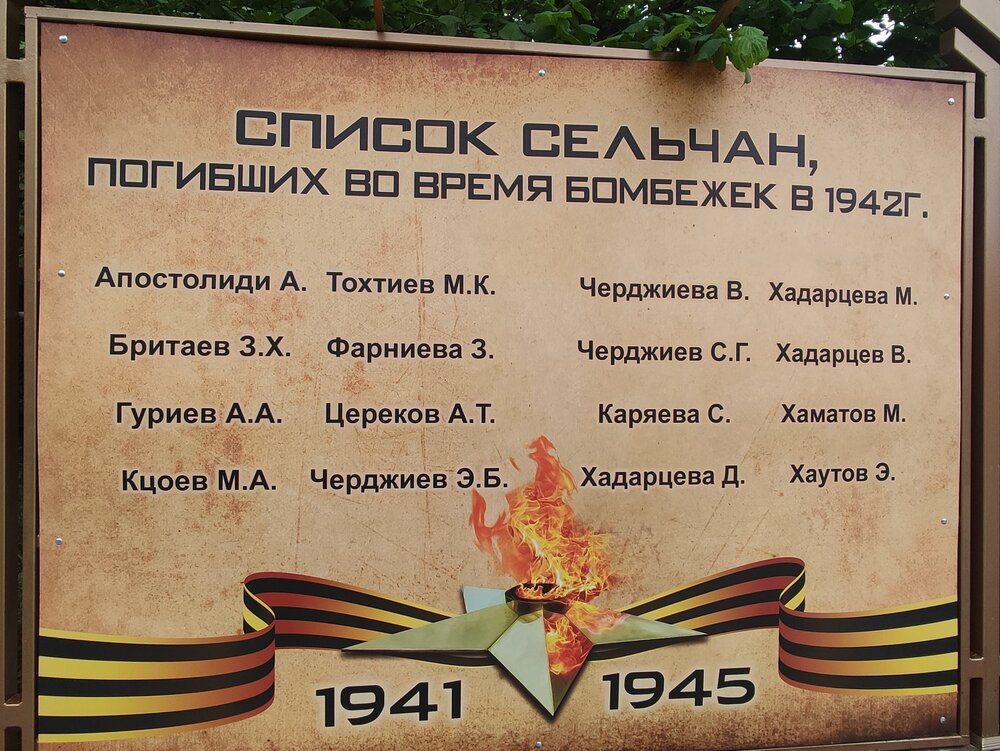 СПИСОК СЕЛЬЧАН,
ПОГИБШИХ ВО ВРЕМЯ БОМБЕЖЕК В 1942Г.
Апостолиди А. Тохтиев М.К. Черджиева В. Хадарцева М.
Бритаев З.Х. Фарниева З. Черджиев С.Г. Хадарцев В.
Гуриев А.А. Цереков А.Т. Каряева С. Хаматов М.
Кцоев М.А. Черджиев Э.Б. Хадарцева Д. Хаутов Э.
1941 1945